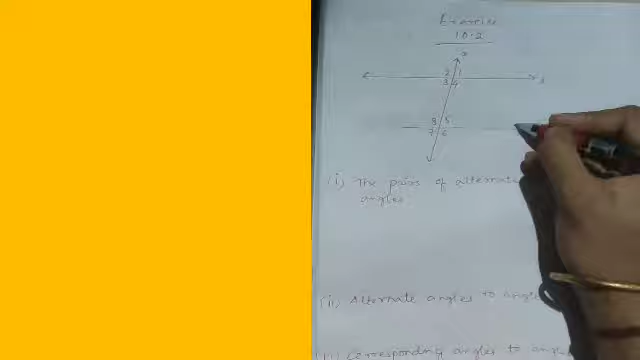 Exercise
10.2
2 1
3 4
8 5
7 6
(i) The pairs of alternate
angles
(ii) Alternate angles to angle
(iii) Corresponding angles to